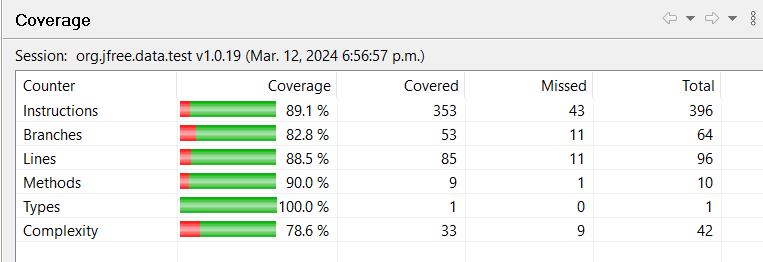 Coverage
Session: org.jfree.data.test v1.0.19 (Mar. 12, 2024 6:56:57 p.m.)
Counter Coverage Covered Missed Total
Instructions 89.1 % 353 43 396
Branches 82.8 % 53 11 64
Lines 88.5 % 85 11 96
Methods 90.0 % 9 1 10
Types 100.0 % 1 0 1
Complexity 78.6 % 33 9 42